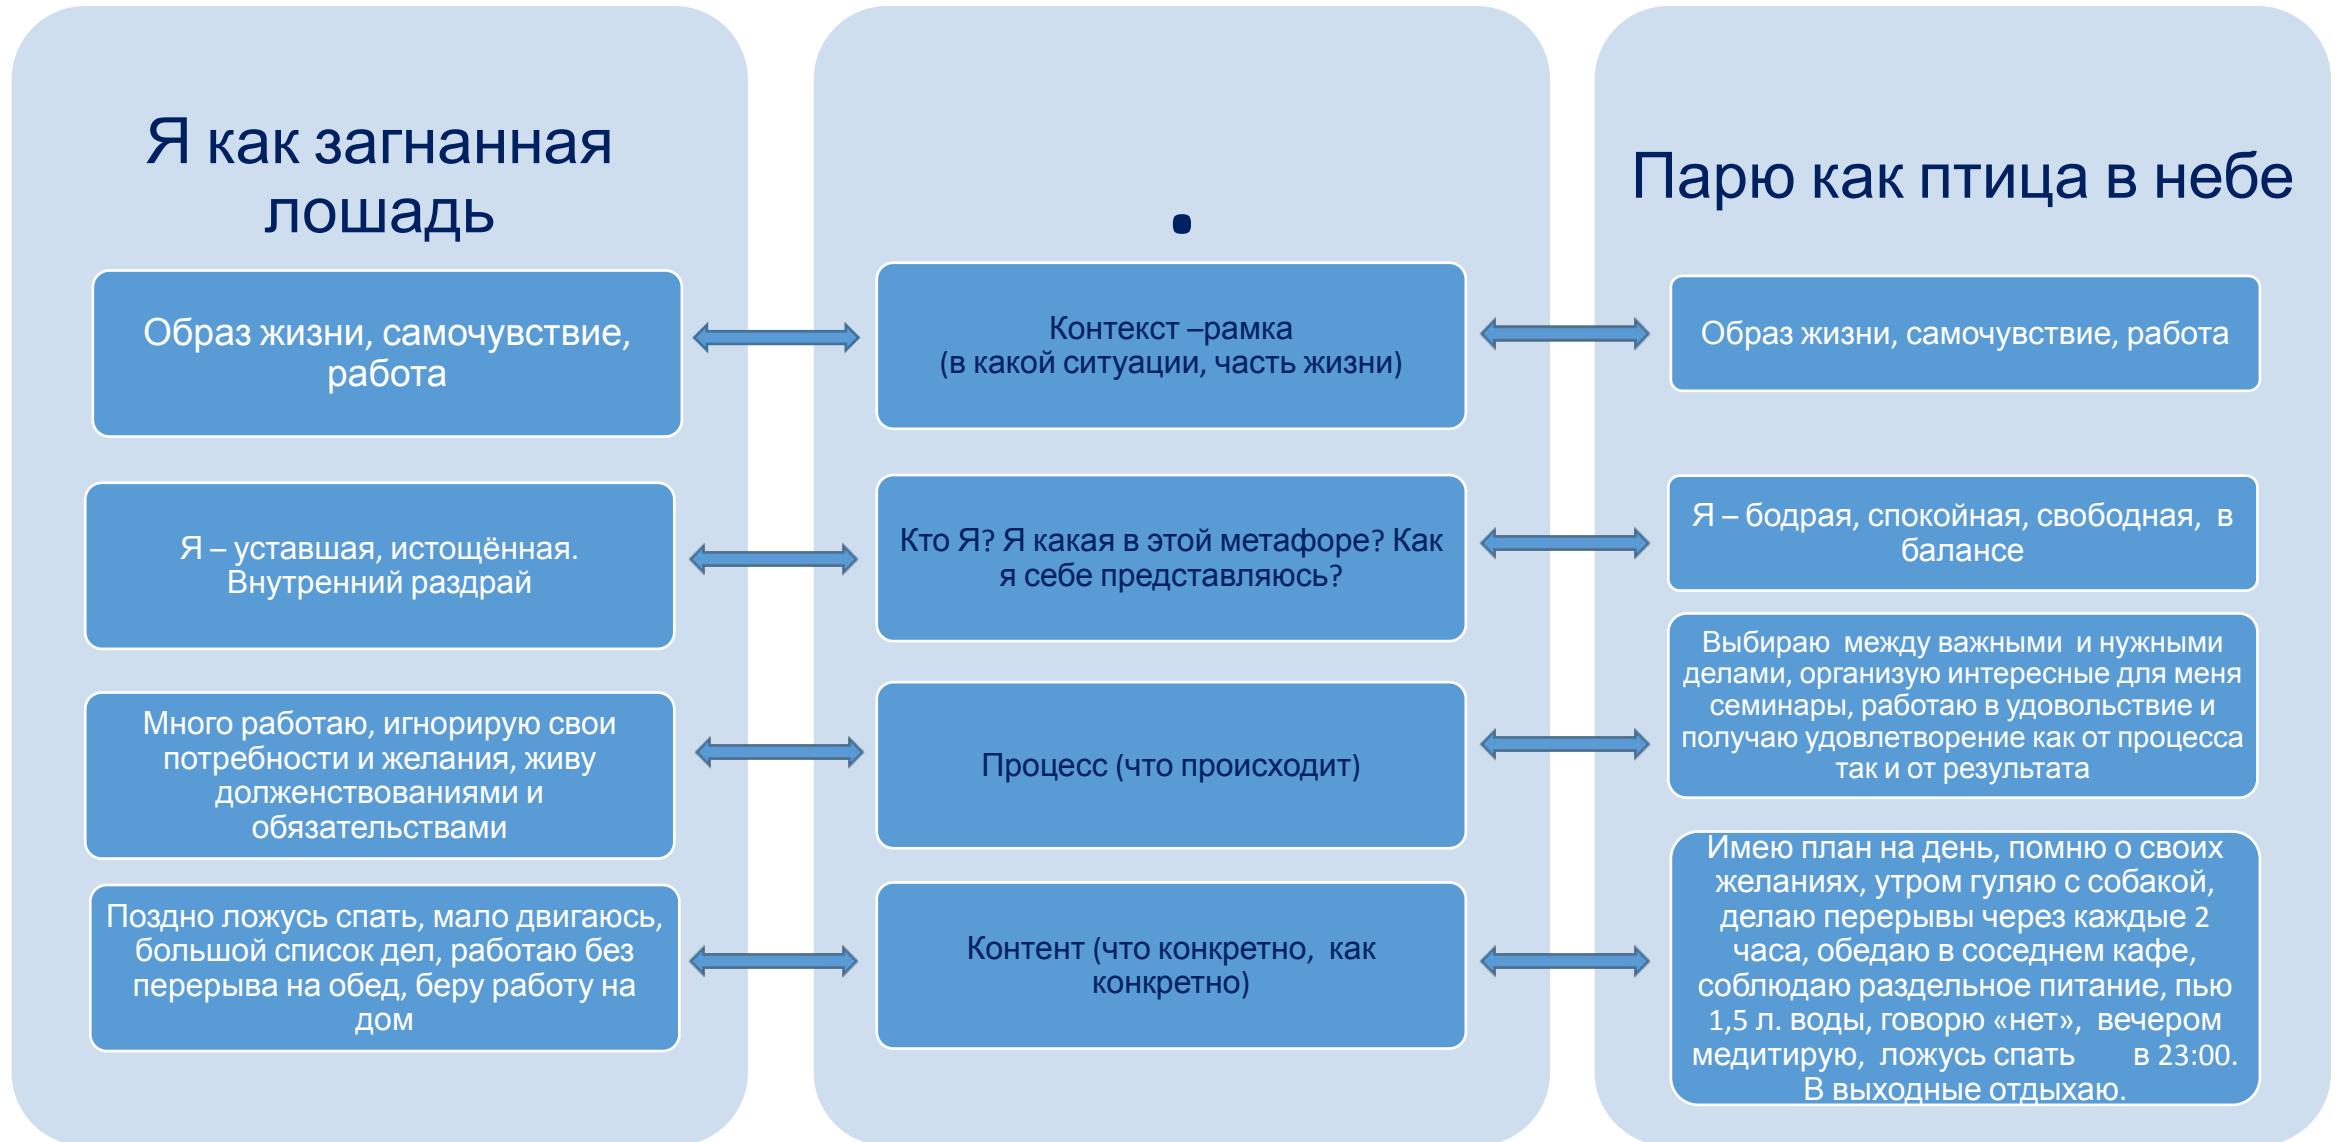 Я как загнанная
лошадь
Образ жизни, самочувствие,
работа
Я – уставшая, истощённая.
Внутренний раздрай
Много работаю, игнорирую свои
потребности и желания, живу
долженствованиями и
обязательствами
Поздно ложусь спать, мало двигаюсь,
большой список дел, работаю без
перерыва на обед, беру работу на
дом
.
Контекст –рамка
(в какой ситуации, часть жизни)
Кто Я? Я какая в этой метафоре? Как
я себе представляюсь?
Процесс (что происходит)
Контент (что конкретно, как
конкретно)
Парю как птица в небе
Образ жизни, самочувствие, работа
Я – бодрая, спокойная, свободная, в
балансе
Выбираю между важными и нужными
делами, организую интересные для меня
семинары, работаю в удовольствие и
получаю удовлетворение как от процесса
так и от результата
Имею план на день, помню о своих
желаниях, утром гуляю с собакой,
делаю перерывы через каждые 2
часа, обедаю в соседнем кафе,
соблюдаю раздельное питание, пью
1,5 л. воды, говорю «нет», вечером
медитирую, ложусь спать в 23:00.
В выходные отдыхаю.